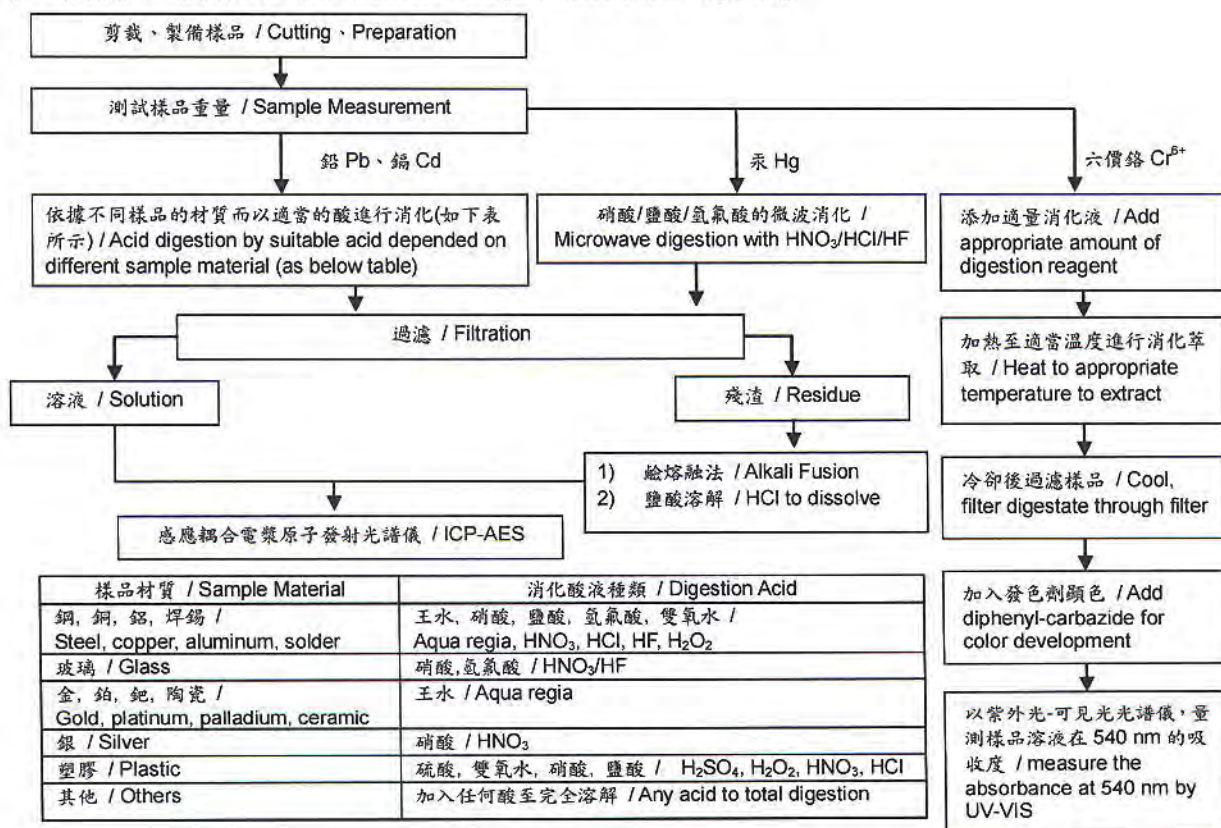 剪裁、製備樣品 / Cutting、Preparation
測試樣品重量 / Sample Measurement
鉛 Pb、鎘 Cd
汞 Hg
六價鉻 Cr⁶⁺
依據不同樣品的材質而以適當的酸進行消化(如下表
所示) / Acid digestion by suitable acid depended on
different sample material (as below table)
硝酸/鹽酸/氫氟酸的微波消化 /
Microwave digestion with HNO₃/HCl/HF
添加適量消化液 / Add
appropriate amount of
digestion reagent
過濾 / Filtration
加熱至適當溫度進行消化萃
取 / Heat to appropriate
temperature to extract
溶液 / Solution
殘渣 / Residue
1) 鹼熔融法 / Alkali Fusion
2) 鹽酸溶解 / HCl to dissolve
冷卻後過濾樣品 / Cool,
filter digestate through filter
感應耦合電漿原子發射光譜儀 / ICP-AES
加入發色劑顯色 / Add
diphenyl-carbazide for
color development
以紫外光-可見光光譜儀，量
測樣品溶液在 540 nm 的吸
收度 / measure the
absorbance at 540 nm by
UV-VIS
樣品材質 / Sample Material
消化酸液種類 / Digestion Acid
鋼, 銅, 鋁, 焊錫 /
Steel, copper, aluminum, solder
王水, 硝酸, 鹽酸, 氫氟酸, 雙氧水 /
Aqua regia, HNO₃, HCl, HF, H₂O₂
玻璃 / Glass
硝酸,氫氟酸 / HNO₃/HF
金, 鉑, 鈀, 陶瓷 /
Gold, platinum, palladium, ceramic
王水 / Aqua regia
銀 / Silver
硝酸 / HNO₃
塑膠 / Plastic
硫酸, 雙氧水, 硝酸, 鹽酸 / H₂SO₄, H₂O₂, HNO₃, HCl
其他 / Others
加入任何酸至完全溶解 / Any acid to total digestion